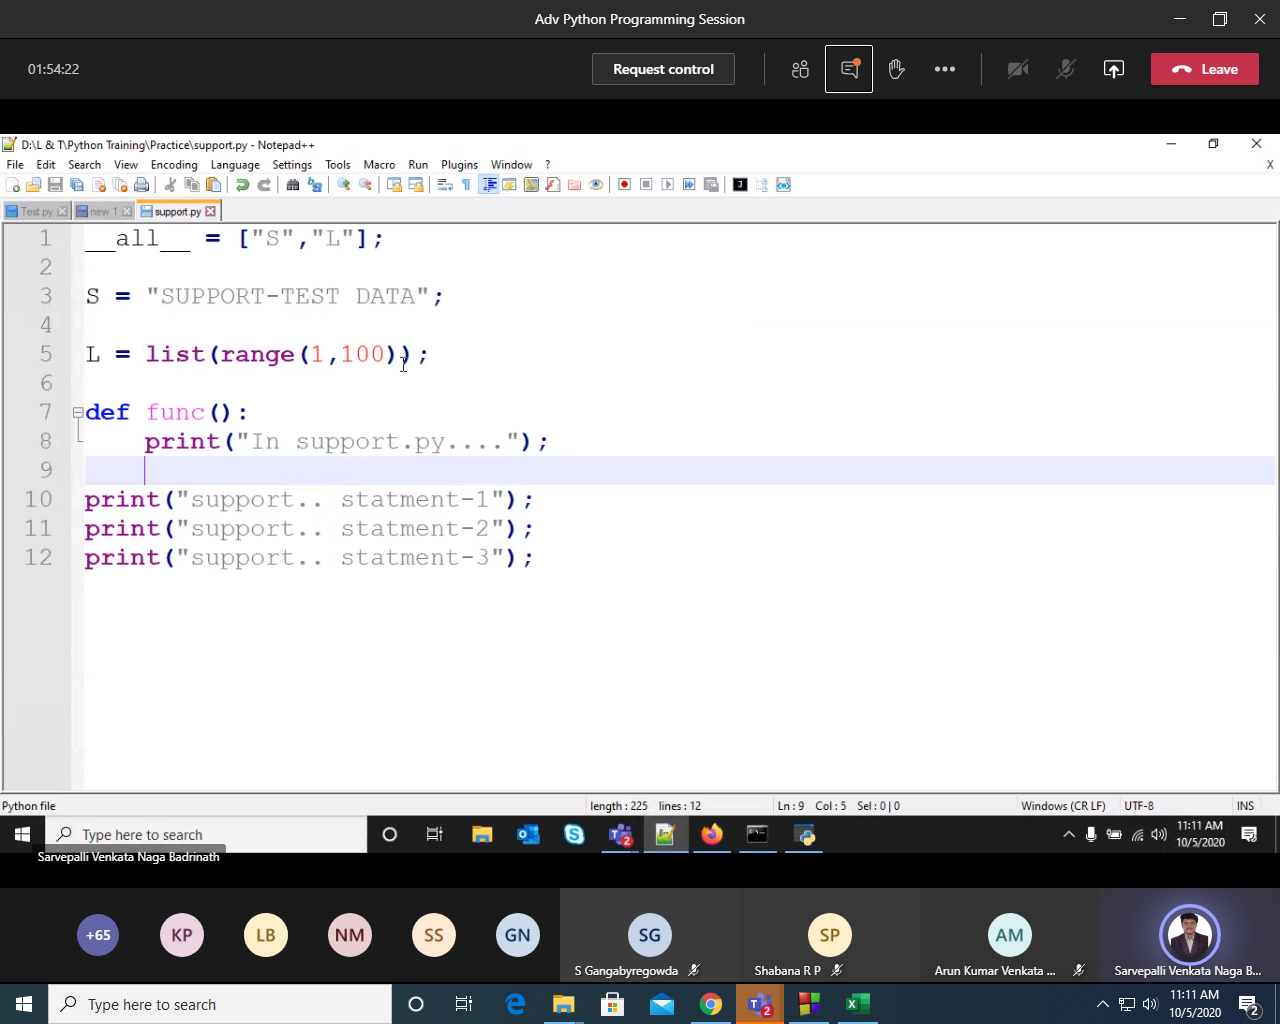 Adv Python Programming Session
01:54:22
Request control
Leave
D:\L & T\Python Training\Practice\support.py - Notepad++
File Edit Search View Encoding Language Settings Tools Macro Run Plugins Window ?
X
Test.py new 1 support.py
1 __all__ = ["S","L"];
2
3 S = "SUPPORT-TEST DATA";
4
5 L = list(range(1,100));
6
7 def func():
8 print("In support.py....");
9
10 print("support.. statment-1");
11 print("support.. statment-2");
12 print("support.. statment-3");
Python file length : 225 lines : 12 Ln : 9 Col : 5 Sel : 0 | 0 Windows (CR LF) UTF-8 INS
Type here to search
2
11:11 AM
10/5/2020
Sarvepalli Venkata Naga Badrinath
+65 KP LB NM SS GN SG SP AM
S Gangabyregowda Shabana R P Arun Kumar Venkata ... Sarvepalli Venkata Naga B...
Type here to search
2
11:11 AM
10/5/2020
2